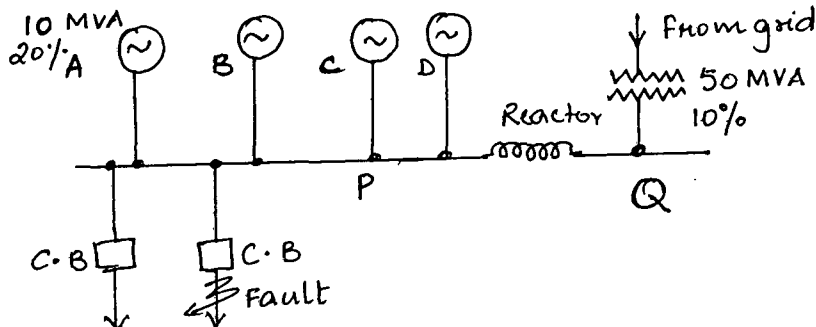 10 MVA
20% A
B
C
D
From grid
50 MVA
10%
Reactor
P
Q
C.B
C.B
Fault